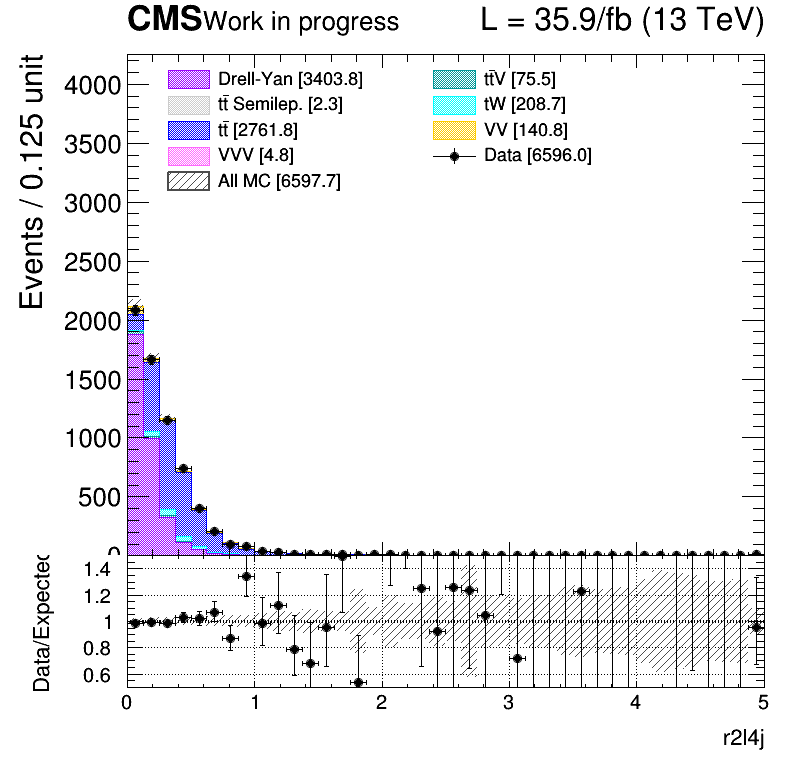 CMS Work in progress L = 35.9/fb (13 TeV)
Events / 0.125 unit
4000
3500
3000
2500
2000
1500
1000
500
0
Drell-Yan [3403.8]
tt̄ Semilep. [2.3]
tt̄ [2761.8]
VVV [4.8]
All MC [6597.7]
tt̄V [75.5]
tW [208.7]
VV [140.8]
Data [6596.0]
Data/Expected
1.4
1.2
1
0.8
0.6
0 1 2 3 4 5
r2l4j